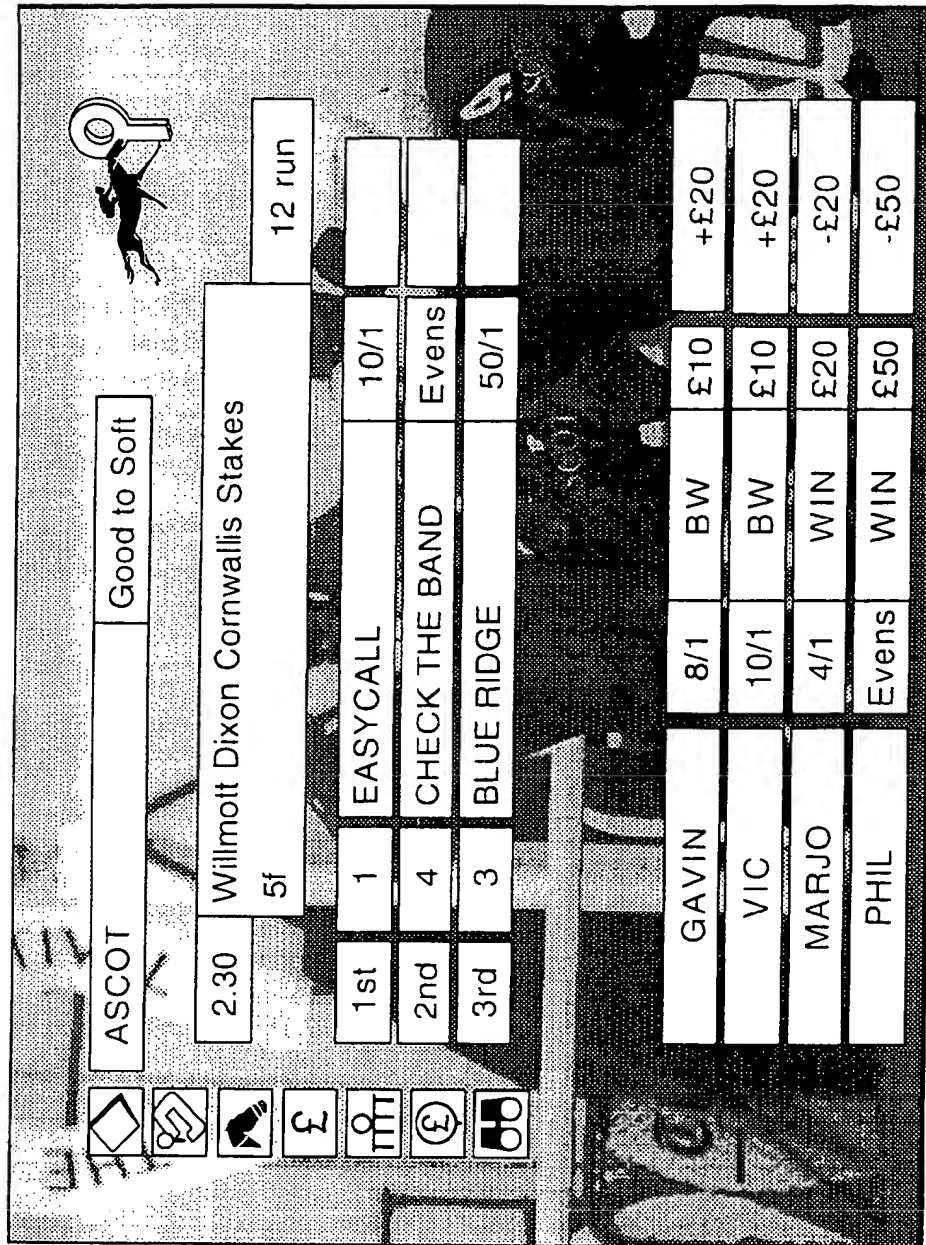 ASCOT Good to Soft
2.30 Willmott Dixon Cornwallis Stakes
5f 12 run
1st 1 EASYCALL 10/1
2nd 4 CHECK THE BAND Evens
3rd 3 BLUE RIDGE 50/1
£
£
GAVIN 8/1 BW £10 +£20
VIC 10/1 BW £10 +£20
MARJO 4/1 WIN £20 -£20
PHIL Evens WIN £50 -£50